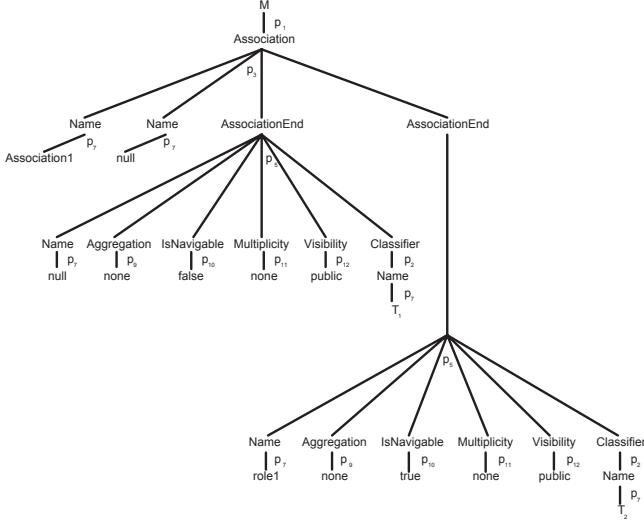 M
p₁
Association
p₃
Name Name AssociationEnd AssociationEnd
p₇ p₇
Association1 null
p₅
Name Aggregation IsNavigable Multiplicity Visibility Classifier
p₇ p₉ p₁₀ p₁₁ p₁₂ p₂
null none false none public Name
p₇
T₁
p₅
Name Aggregation IsNavigable Multiplicity Visibility Classifier
p₇ p₉ p₁₀ p₁₁ p₁₂ p₂
role1 none true none public Name
p₇
T₂